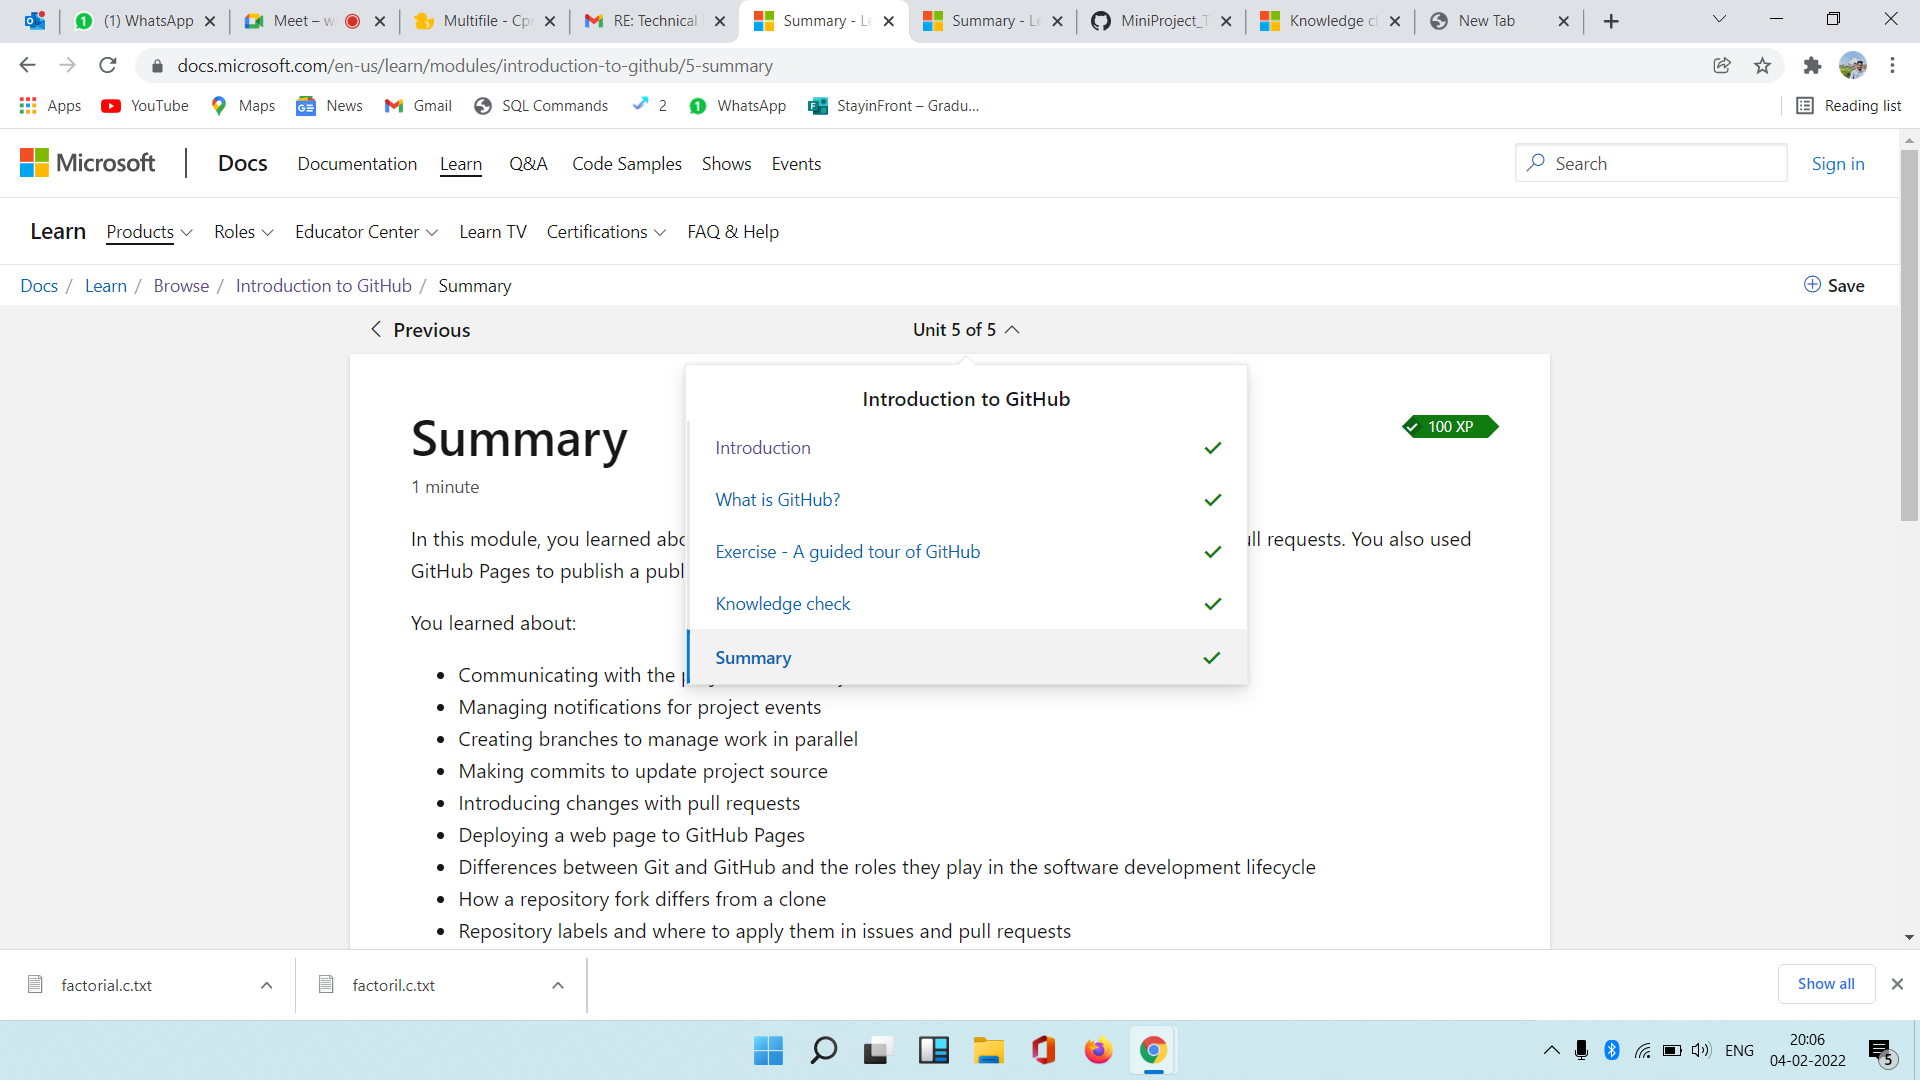 (1) WhatsApp
Meet – w
Multifile - Cp
RE: Technical
Summary - Le
Summary - Le
MiniProject_T
Knowledge c
New Tab
docs.microsoft.com/en-us/learn/modules/introduction-to-github/5-summary
Apps YouTube Maps News Gmail SQL Commands 2 WhatsApp StayinFront – Gradu... Reading list
Microsoft Docs Documentation Learn Q&A Code Samples Shows Events Search Sign in
Learn Products Roles Educator Center Learn TV Certifications FAQ & Help
Docs / Learn / Browse / Introduction to GitHub / Summary Save
Previous Unit 5 of 5
Introduction to GitHub
Introduction
What is GitHub?
Exercise - A guided tour of GitHub
Knowledge check
Summary
Summary
100 XP
1 minute
In this module, you learned abo ll requests. You also used
GitHub Pages to publish a publ
You learned about:
• Communicating with the
• Managing notifications for project events
• Creating branches to manage work in parallel
• Making commits to update project source
• Introducing changes with pull requests
• Deploying a web page to GitHub Pages
• Differences between Git and GitHub and the roles they play in the software development lifecycle
• How a repository fork differs from a clone
• Repository labels and where to apply them in issues and pull requests
factorial.c.txt factoril.c.txt Show all
ENG 20:06
04-02-2022 5